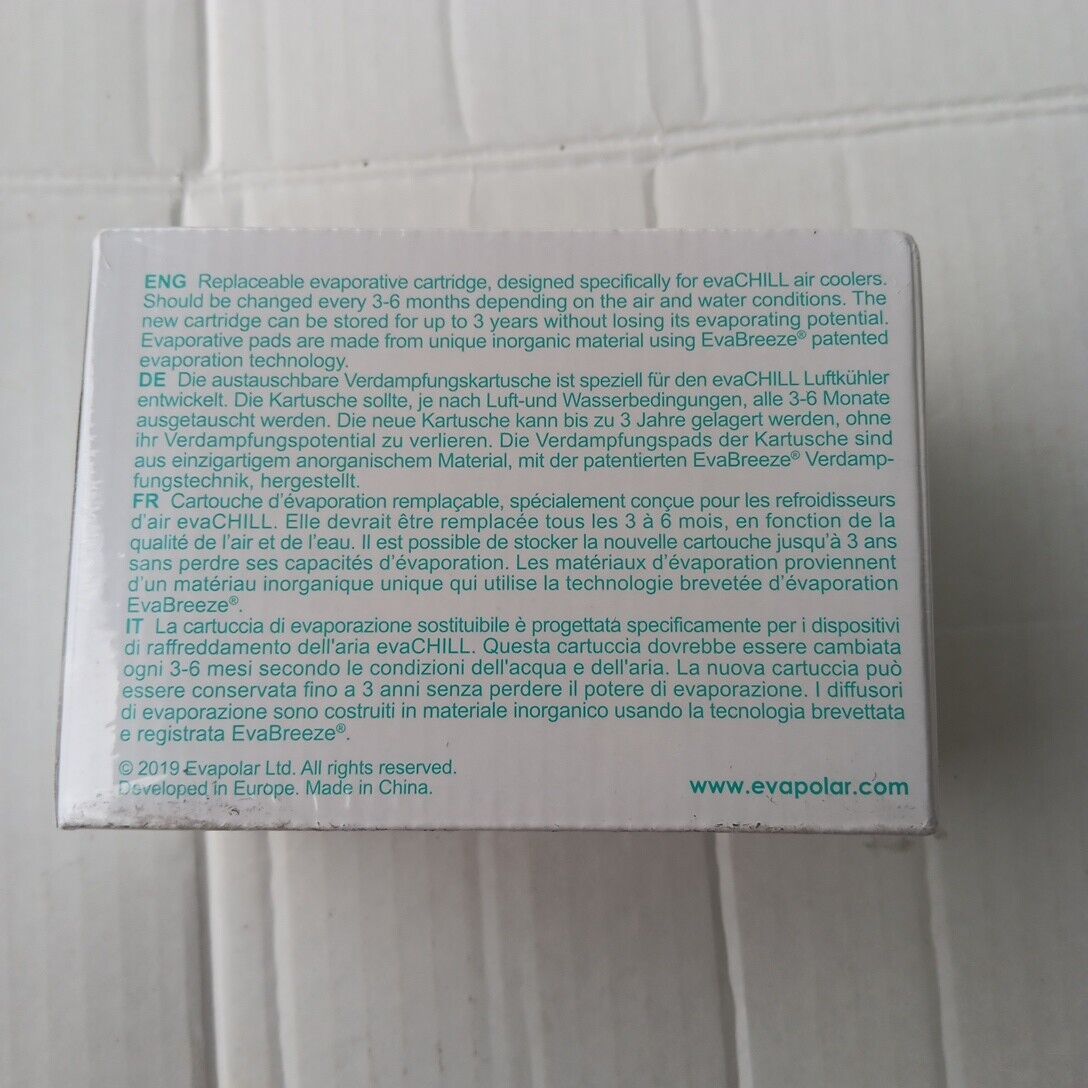 ENG Replaceable evaporative cartridge, designed specifically for evaCHILL air coolers.
Should be changed every 3-6 months depending on the air and water conditions. The
new cartridge can be stored for up to 3 years without losing its evaporating potential.
Evaporative pads are made from unique inorganic material using EvaBreeze® patented
evaporation technology.
DE Die austauschbare Verdampfungskartusche ist speziell für den evaCHILL Luftkühler
entwickelt. Die Kartusche sollte, je nach Luft-und Wasserbedingungen, alle 3-6 Monate
ausgetauscht werden. Die neue Kartusche kann bis zu 3 Jahre gelagert werden, ohne
ihr Verdampfungspotential zu verlieren. Die Verdampfungspads der Kartusche sind
aus einzigartigem anorganischem Material, mit der patentierten EvaBreeze® Verdamp-
fungstechnik, hergestellt.
FR Cartouche d'évaporation remplaçable, spécialement conçue pour les refroidisseurs
d'air evaCHILL. Elle devrait être remplacée tous les 3 à 6 mois, en fonction de la
qualité de l'air et de l'eau. Il est possible de stocker la nouvelle cartouche jusqu'à 3 ans
sans perdre ses capacités d'évaporation. Les matériaux d'évaporation proviennent
d'un matériau inorganique unique qui utilise la technologie brevetée d'évaporation
EvaBreeze®.
IT La cartuccia di evaporazione sostituibile è progettata specificamente per i dispositivi
di raffreddamento dell'aria evaCHILL. Questa cartuccia dovrebbe essere cambiata
ogni 3-6 mesi secondo le condizioni dell'acqua e dell'aria. La nuova cartuccia può
essere conservata fino a 3 anni senza perdere il potere di evaporazione. I diffusori
di evaporazione sono costruiti in materiale inorganico usando la tecnologia brevettata
e registrata EvaBreeze®.
© 2019 Evapolar Ltd. All rights reserved.
Developed in Europe. Made in China.
www.evapolar.com